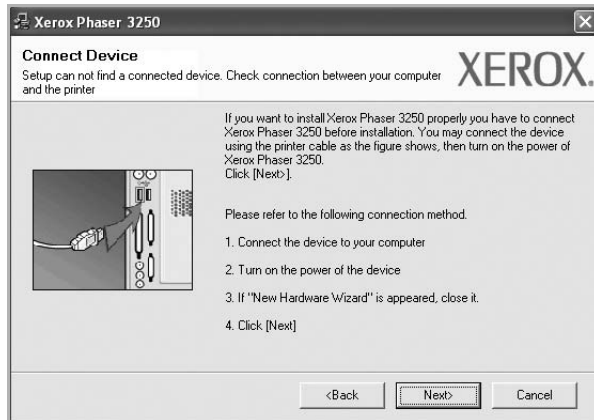 Xerox Phaser 3250
Connect Device
Setup can not find a connected device. Check connection between your computer
and the printer
XEROX.
If you want to install Xerox Phaser 3250 properly you have to connect
Xerox Phaser 3250 before installation. You may connect the device
using the printer cable as the figure shows, then turn on the power of
Xerox Phaser 3250.
Click [Next>].
Please refer to the following connection method.
1. Connect the device to your computer
2. Turn on the power of the device
3. If "New Hardware Wizard" is appeared, close it.
4. Click [Next]
<Back
Next>
Cancel